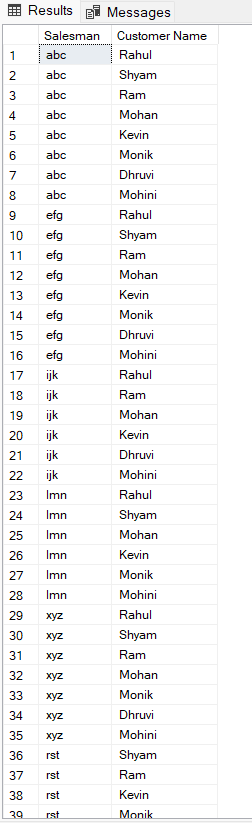 Results Messages
Salesman Customer Name
1 abc Rahul
2 abc Shyam
3 abc Ram
4 abc Mohan
5 abc Kevin
6 abc Monik
7 abc Dhruvi
8 abc Mohini
9 efg Rahul
10 efg Shyam
11 efg Ram
12 efg Mohan
13 efg Kevin
14 efg Monik
15 efg Dhruvi
16 efg Mohini
17 ijk Rahul
18 ijk Ram
19 ijk Mohan
20 ijk Kevin
21 ijk Dhruvi
22 ijk Mohini
23 lmn Rahul
24 lmn Shyam
25 lmn Mohan
26 lmn Kevin
27 lmn Monik
28 lmn Mohini
29 xyz Rahul
30 xyz Shyam
31 xyz Ram
32 xyz Mohan
33 xyz Monik
34 xyz Dhruvi
35 xyz Mohini
36 rst Shyam
37 rst Ram
38 rst Kevin
39 rst Monik